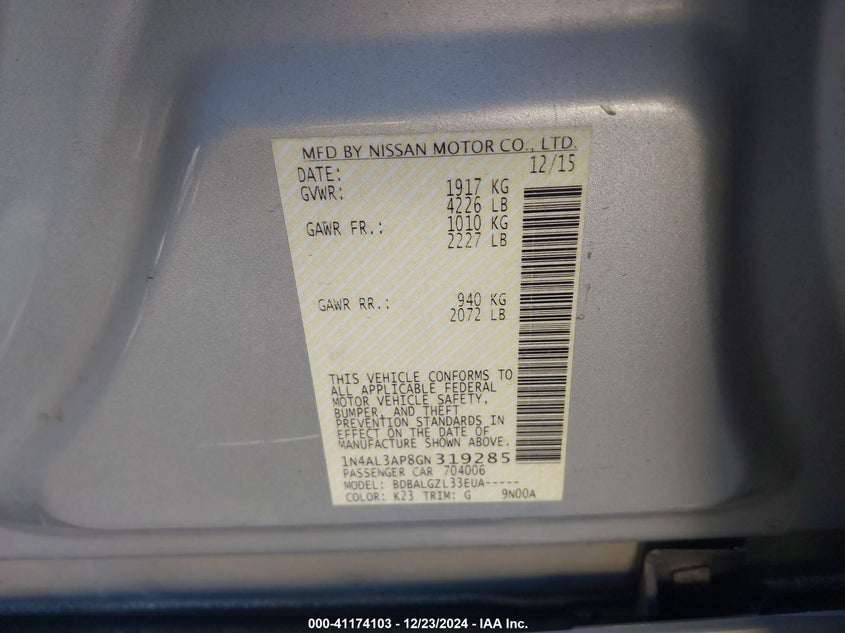 MFD BY NISSAN MOTOR CO., LTD.
DATE: 12/15
GVWR: 1917 KG
4226 LB
GAWR FR.: 1010 KG
2227 LB
GAWR RR.: 940 KG
2072 LB
THIS VEHICLE CONFORMS TO
ALL APPLICABLE FEDERAL
MOTOR VEHICLE SAFETY,
BUMPER, AND THEFT
PREVENTION STANDARDS IN
EFFECT ON THE DATE OF
MANUFACTURE SHOWN ABOVE.
1N4AL3AP8GN319285
PASSENGER CAR 704006
MODEL: BDBALGZL33EUA-----
COLOR: K23 TRIM: G 9N00A
000-41174103 - 12/23/2024 - IAA Inc.